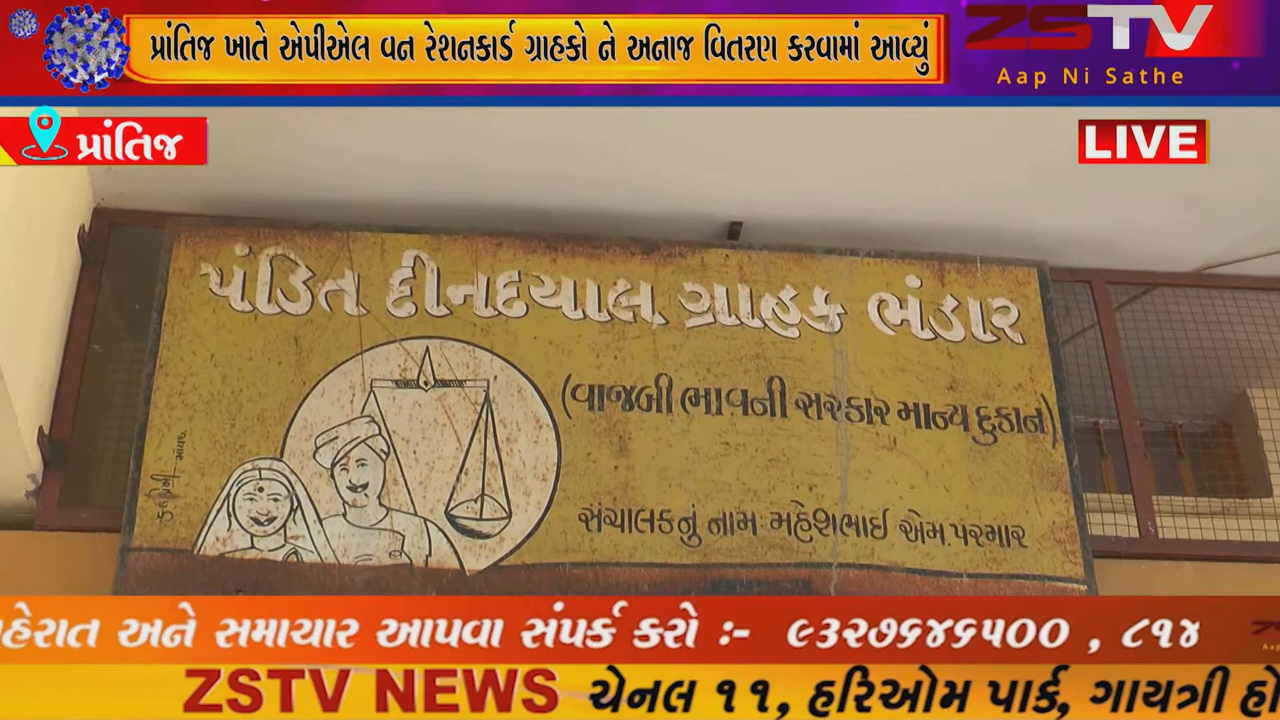 પ્રાંતિજ ખાતે એપીએલ વન રેશનકાર્ડ ગ્રાહકો ને અનાજ વિતરણ કરવામાં આવ્યું
ZSTV
Aap Ni Sathe
પ્રાંતિજ
LIVE
પંડિત દીનદયાલ ગ્રાહક ભંડાર
(વાજબી ભાવની સરકાર માન્ય દુકાન)
સંચાલકનું નામ: મહેશભાઈ એમ. પરમાર
હેરાત અને સમાચાર આપવા સંપર્ક કરો :- ૯૩૨૭૬૪૬૫૦૦ , ૮૧૪
ZSTV NEWS ચેનલ ૧૧, હરિઓમ પાર્ક, ગાયત્રી હો